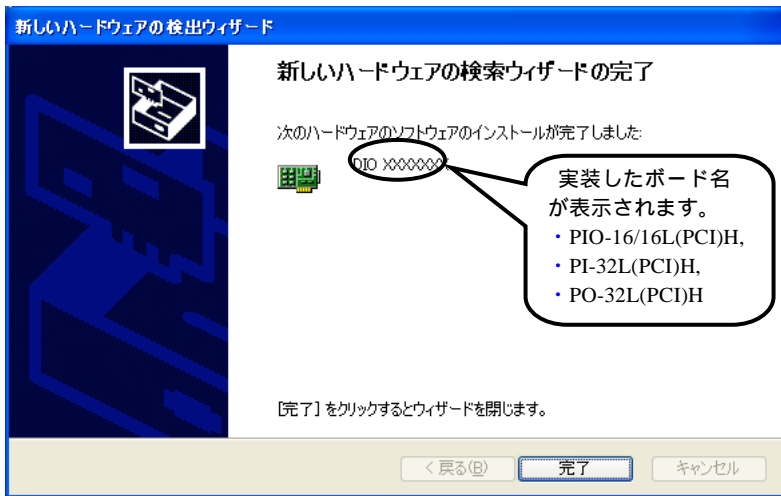 新しいハードウェアの検出ウィザード
新しいハードウェアの検索ウィザードの完了
次のハードウェアのソフトウェアのインストールが完了しました:
DIO XXXXXXX
実装したボード名
が表示されます。
・PIO-16/16L(PCI)H,
・PI-32L(PCI)H,
・PO-32L(PCI)H
[完了] をクリックするとウィザードを閉じます。
< 戻る(B)
完了
キャンセル